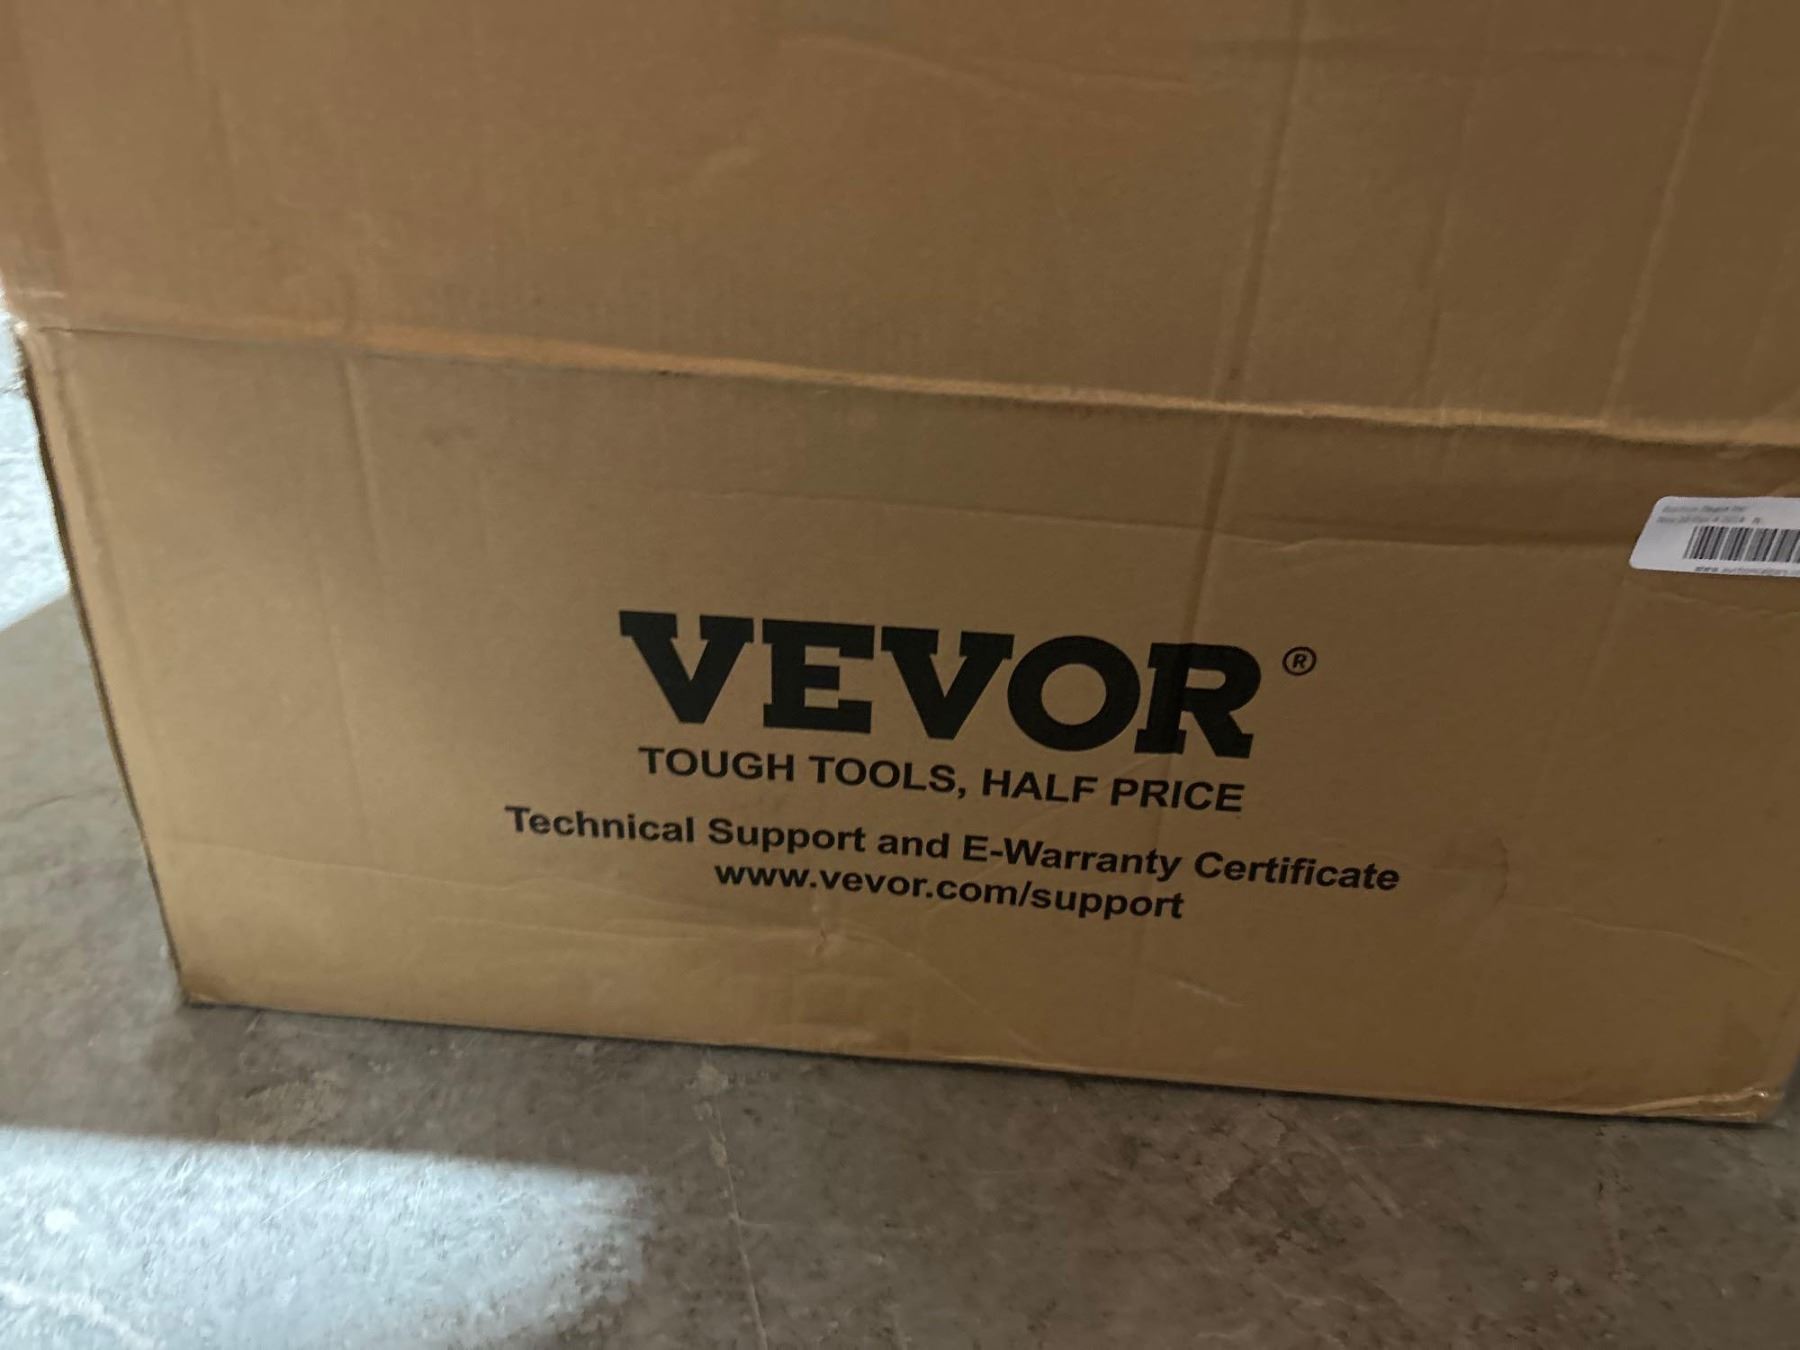 VEVOR®
TOUGH TOOLS, HALF PRICE
Technical Support and E-Warranty Certificate
www.vevor.com/support